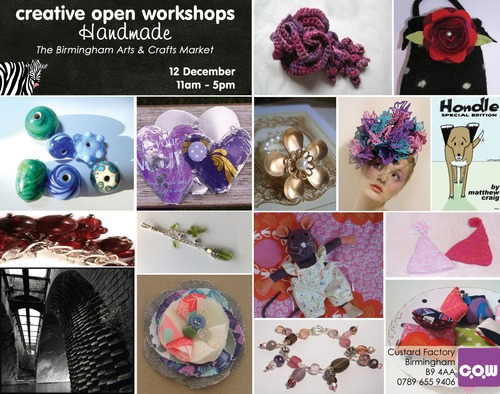 creative open workshops
Handmade
The Birmingham Arts & Crafts Market
12 December
11am - 5pm
Hondle
SPECIAL EDITION
by
matthew
craig
Custard Factory
Birmingham
B9 4AA
0789 655 9406
C.O.W